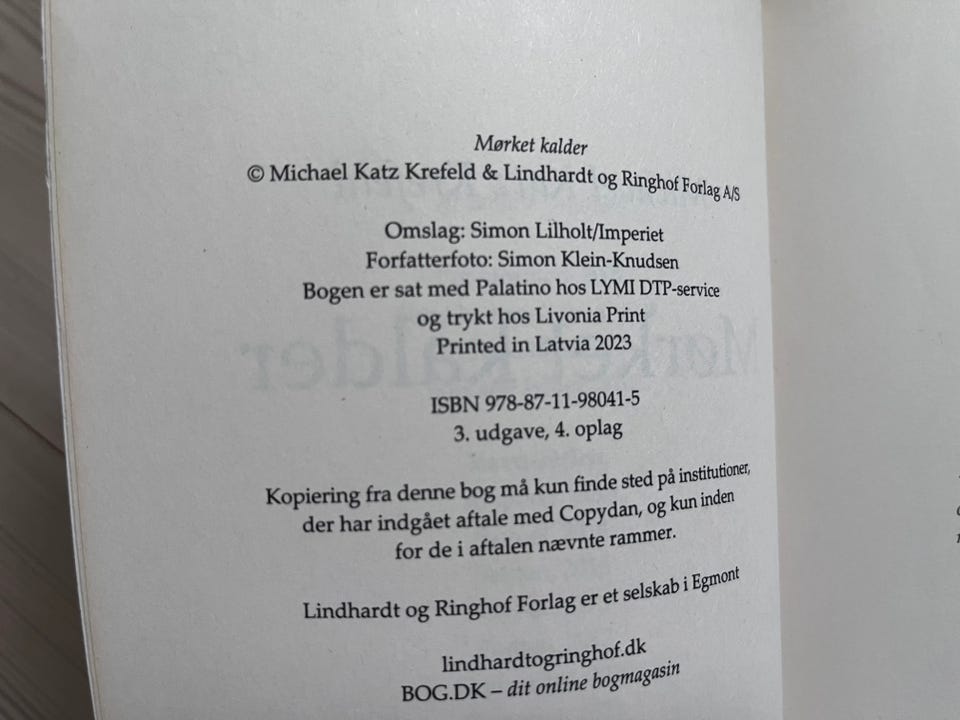 Mørket kalder
© Michael Katz Krefeld & Lindhardt og Ringhof Forlag A/S
Omslag: Simon Lilholt/Imperiet
Forfatterfoto: Simon Klein-Knudsen
Bogen er sat med Palatino hos LYMI DTP-service
og trykt hos Livonia Print
Printed in Latvia 2023
ISBN 978-87-11-98041-5
3. udgave, 4. oplag
Kopiering fra denne bog må kun finde sted på institutioner,
der har indgået aftale med Copydan, og kun inden
for de i aftalen nævnte rammer.
Lindhardt og Ringhof Forlag er et selskab i Egmont
lindhardtogringhof.dk
BOG.DK – dit online bogmagasin